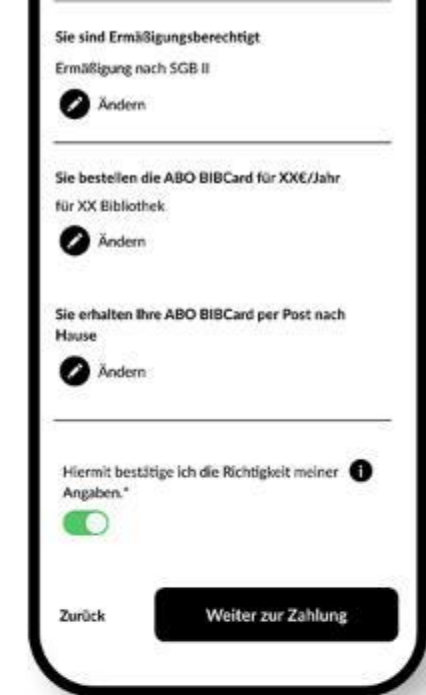 Sie sind Ermäßigungsberechtigt
Ermäßigung nach SGB II
Ändern
Sie bestellen die ABO BIBCard für XX€/Jahr
für XX Bibliothek
Ändern
Sie erhalten Ihre ABO BIBCard per Post nach
Hause
Ändern
Hiermit bestätige ich die Richtigkeit meiner
Angaben.*
Zurück
Weiter zur Zahlung